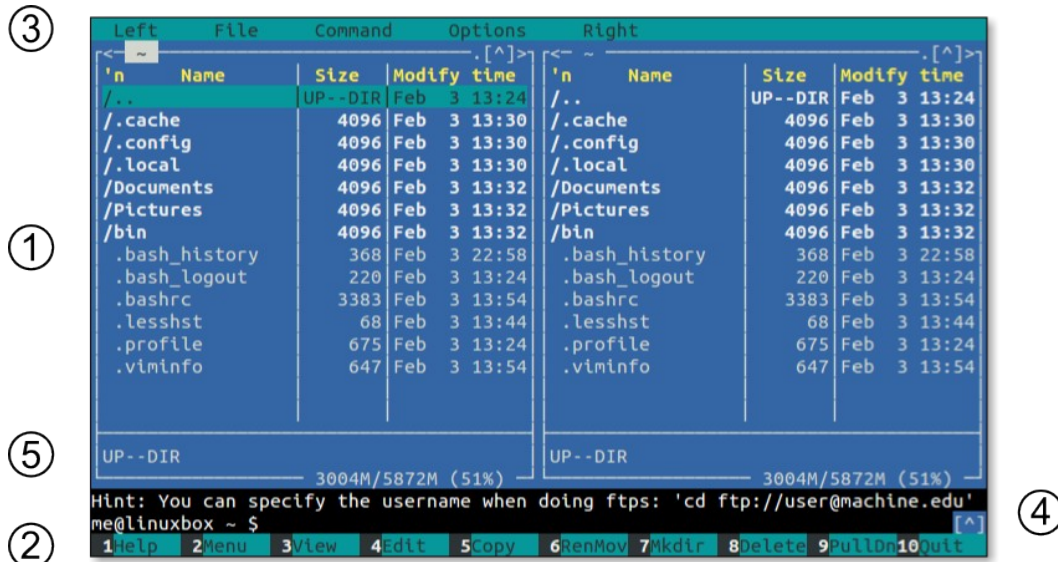 ③ Left File Command Options Right
<─ ~ ─.[^]> <─ ~ ─.[^]>
'n Name Size Modify time 'n Name Size Modify time
/.. UP--DIR Feb 3 13:24 /.. UP--DIR Feb 3 13:24
/.cache 4096 Feb 3 13:30 /.cache 4096 Feb 3 13:30
/.config 4096 Feb 3 13:30 /.config 4096 Feb 3 13:30
/.local 4096 Feb 3 13:30 /.local 4096 Feb 3 13:30
/Documents 4096 Feb 3 13:32 /Documents 4096 Feb 3 13:32
/Pictures 4096 Feb 3 13:32 /Pictures 4096 Feb 3 13:32
① /bin 4096 Feb 3 13:32 /bin 4096 Feb 3 13:32
.bash_history 368 Feb 3 22:58 .bash_history 368 Feb 3 22:58
.bash_logout 220 Feb 3 13:24 .bash_logout 220 Feb 3 13:24
.bashrc 3383 Feb 3 13:54 .bashrc 3383 Feb 3 13:54
.lesshst 68 Feb 3 13:44 .lesshst 68 Feb 3 13:44
.profile 675 Feb 3 13:24 .profile 675 Feb 3 13:24
.viminfo 647 Feb 3 13:54 .viminfo 647 Feb 3 13:54
⑤ UP--DIR UP--DIR
3004M/5872M (51%) 3004M/5872M (51%)
Hint: You can specify the username when doing ftps: 'cd ftp://user@machine.edu'
me@linuxbox ~ $ [^] ④
② 1Help 2Menu 3View 4Edit 5Copy 6RenMov 7Mkdir 8Delete 9PullDn 10Quit